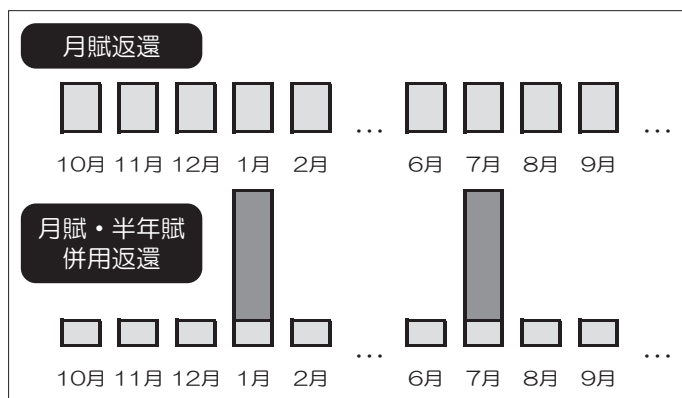 月賦返還
10月 11月 12月 1月 2月 … 6月 7月 8月 9月 …
月賦・半年賦
併用返還
10月 11月 12月 1月 2月 … 6月 7月 8月 9月 …